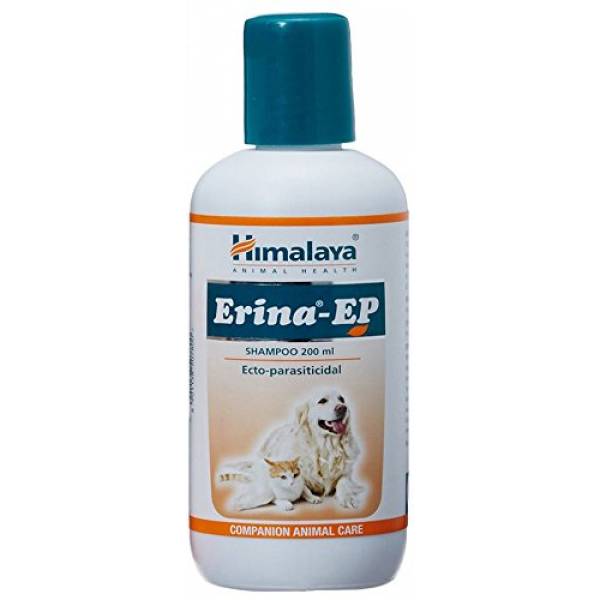 Himalaya®
ANIMAL HEALTH
Erina®-EP
SHAMPOO 200 ml
Ecto-parasiticidal
COMPANION ANIMAL CARE